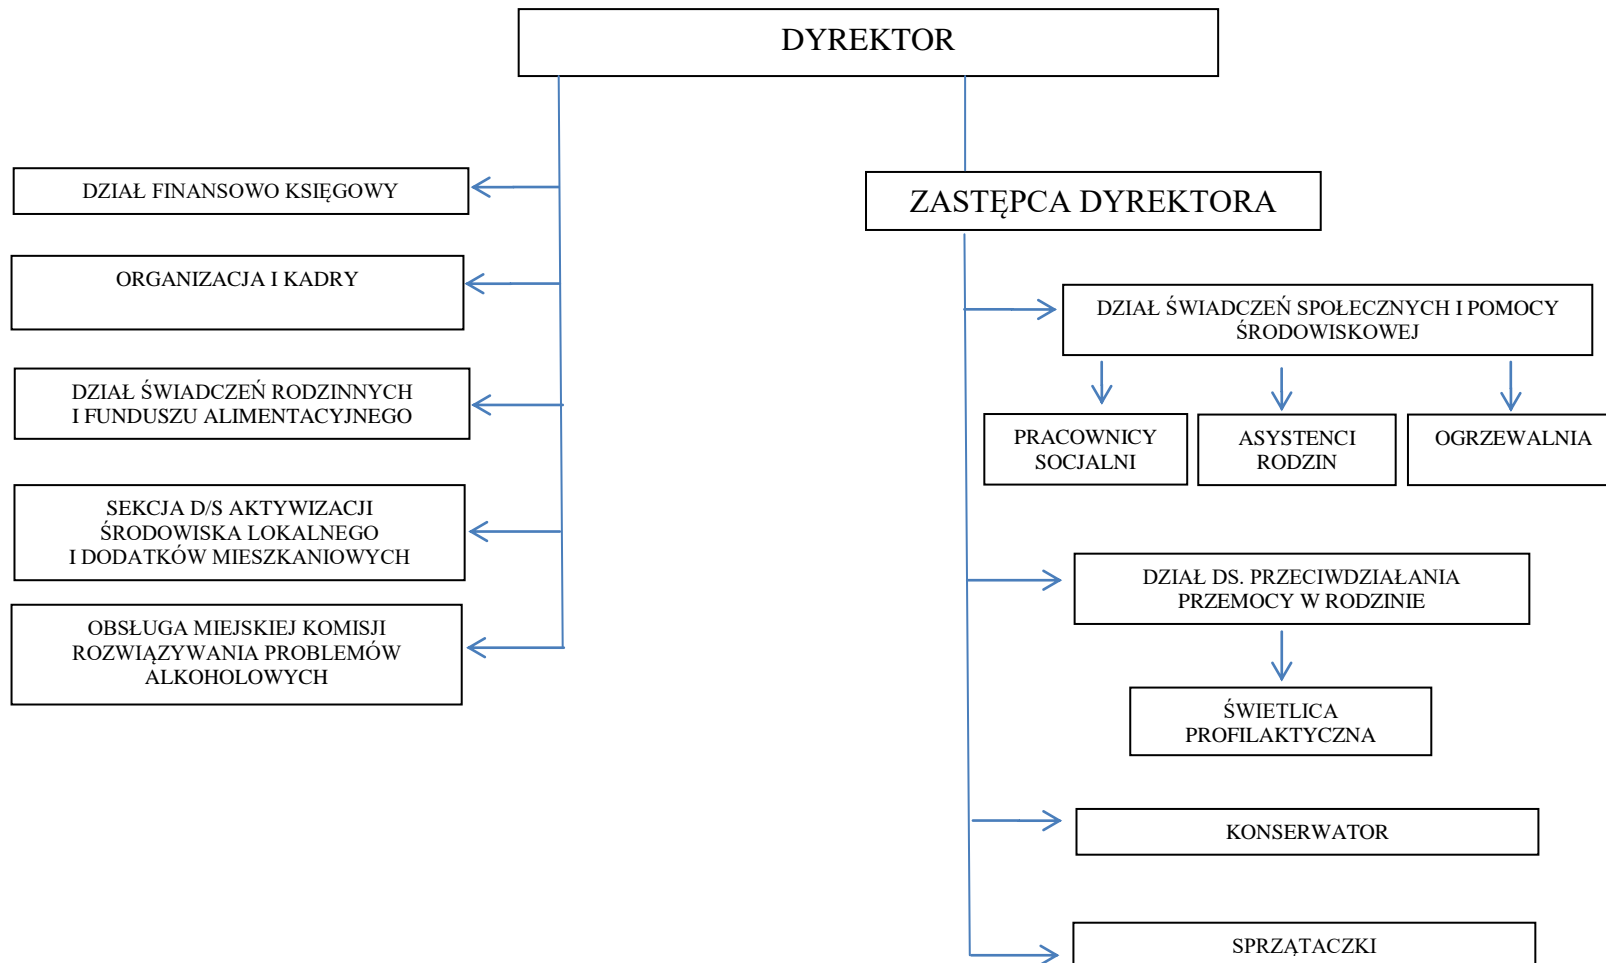 DYREKTOR
DZIAŁ FINANSOWO KSIĘGOWY
ORGANIZACJA I KADRY
DZIAŁ ŚWIADCZEŃ RODZINNYCH
I FUNDUSZU ALIMENTACYJNEGO
SEKCJA D/S AKTYWIZACJI
ŚRODOWISKA LOKALNEGO
I DODATKÓW MIESZKANIOWYCH
OBSŁUGA MIEJSKIEJ KOMISJI
ROZWIĄZYWANIA PROBLEMÓW
ALKOHOLOWYCH
ZASTĘPCA DYREKTORA
DZIAŁ ŚWIADCZEŃ SPOŁECZNYCH I POMOCY
ŚRODOWISKOWEJ
PRACOWNICY
SOCJALNI
ASYSTENCI
RODZIN
OGRZEWALNIA
DZIAŁ DS. PRZECIWDZIAŁANIA
PRZEMOCY W RODZINIE
ŚWIETLICA
PROFILAKTYCZNA
KONSERWATOR
SPRZĄTACZKI